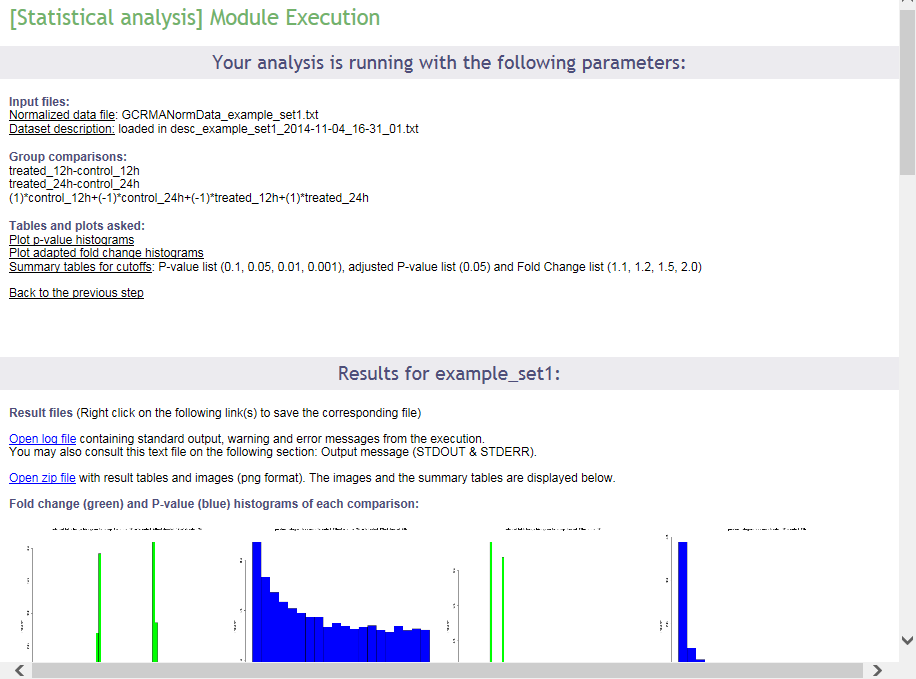 [Statistical analysis] Module Execution
Your analysis is running with the following parameters:
Input files:
Normalized data file: GCRMANormData_example_set1.txt
Dataset description: loaded in desc_example_set1_2014-11-04_16-31_01.txt
Group comparisons:
treated_12h-control_12h
treated_24h-control_24h
(1)*control_12h+(-1)*control_24h+(-1)*treated_12h+(1)*treated_24h
Tables and plots asked:
Plot p-value histograms
Plot adapted fold change histograms
Summary tables for cutoffs: P-value list (0.1, 0.05, 0.01, 0.001), adjusted P-value list (0.05) and Fold Change list (1.1, 1.2, 1.5, 2.0)
Back to the previous step
Results for example_set1:
Result files (Right click on the following link(s) to save the corresponding file)
Open log file containing standard output, warning and error messages from the execution.
You may also consult this text file on the following section: Output message (STDOUT & STDERR).
Open zip file with result tables and images (png format). The images and the summary tables are displayed below.
Fold change (green) and P-value (blue) histograms of each comparison: